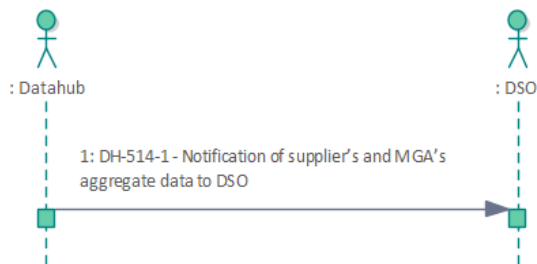 : Datahub
: DSO
1: DH-514-1 - Notification of supplier's and MGA's
aggregate data to DSO